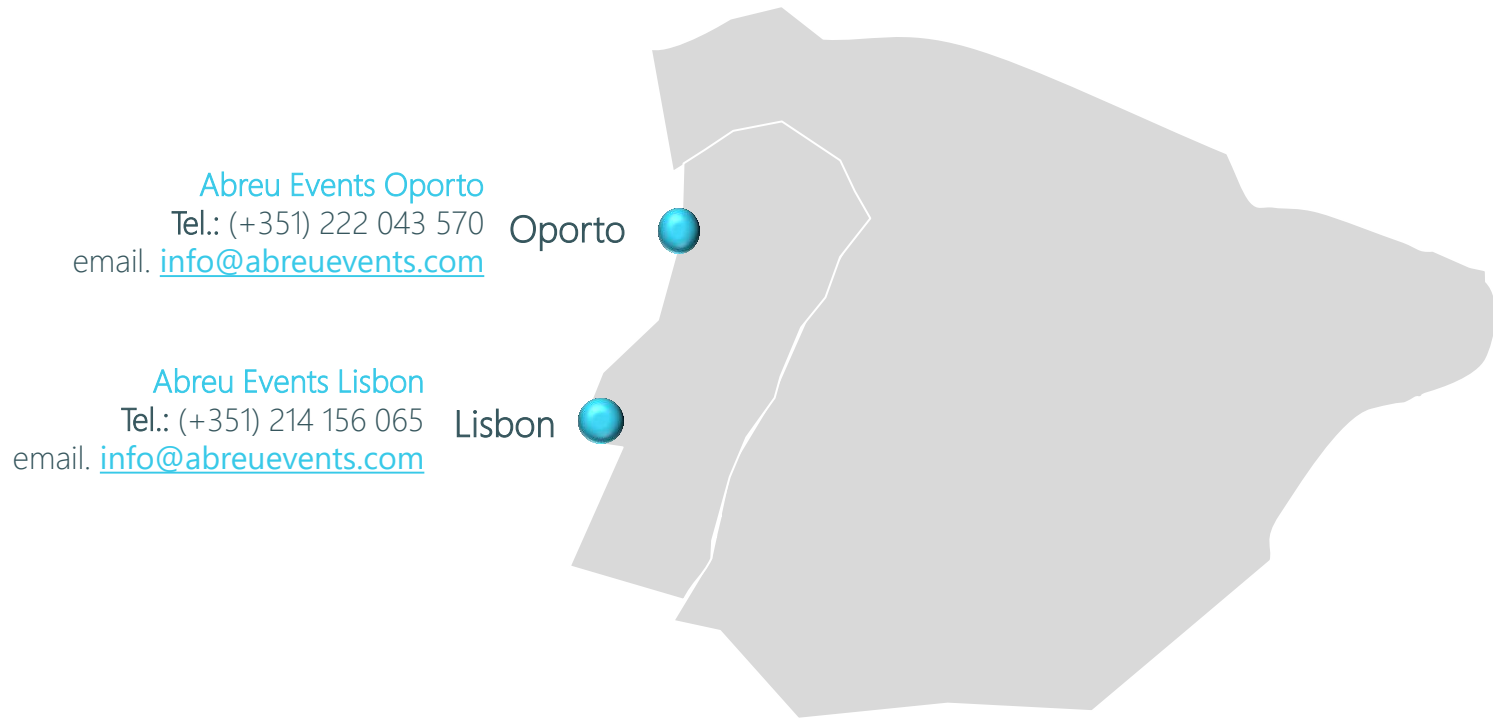 Abreu Events Oporto
Tel.: (+351) 222 043 570
email. info@abreuevents.com
Oporto
Abreu Events Lisbon
Tel.: (+351) 214 156 065
email. info@abreuevents.com
Lisbon